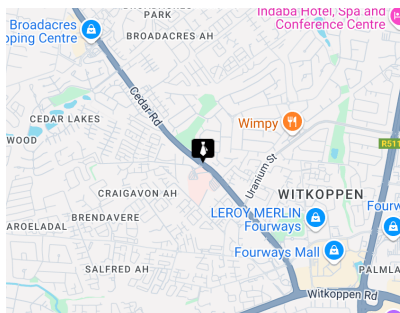 BROADACRES
PARK
Indaba Hotel, Spa and
Conference Centre
Broadacres
pping Centre
BROADACRES AH
Cedar Rd
CEDAR LAKES
Wimpy
WOOD
R511
Uranium St
CRAIGAVON AH
WITKOPPEN
BRENDAVERE
LEROY MERLIN
Fourways
Fourw
AROELADAL
Fourways Mall
SALFRED AH
PALMLA
Witkoppen Rd